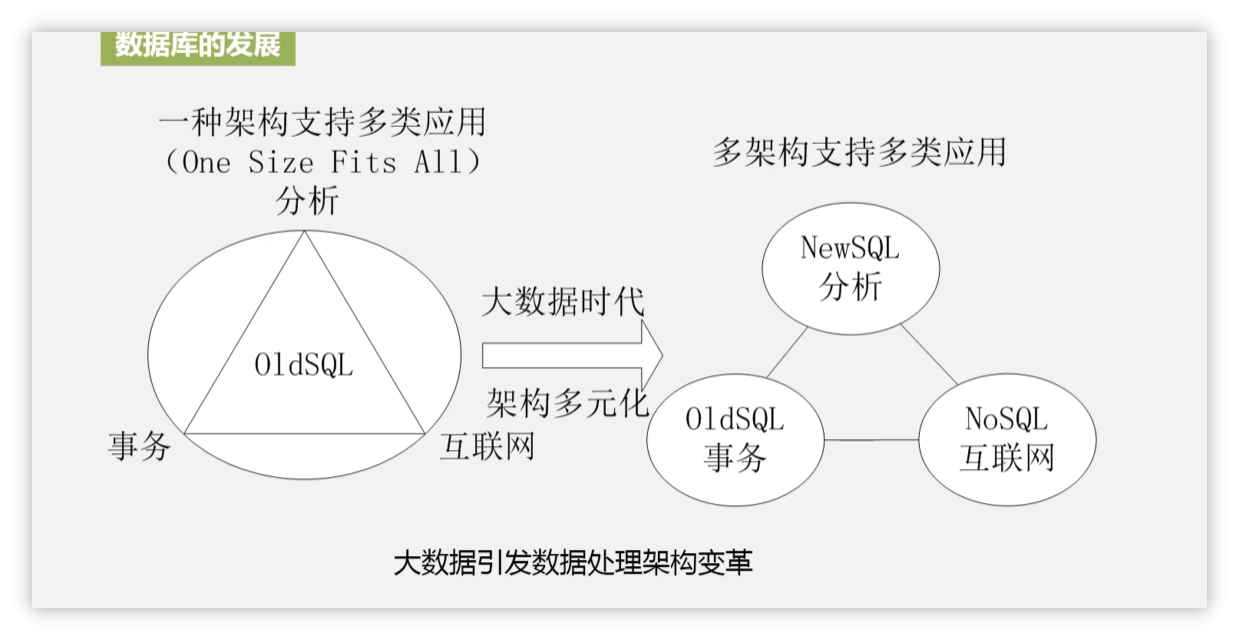 数据库的发展
一种架构支持多类应用
（One Size Fits All）
分析
OldSQL
事务
互联网
大数据时代
架构多元化
多架构支持多类应用
NewSQL
分析
OldSQL
事务
NoSQL
互联网
大数据引发数据处理架构变革